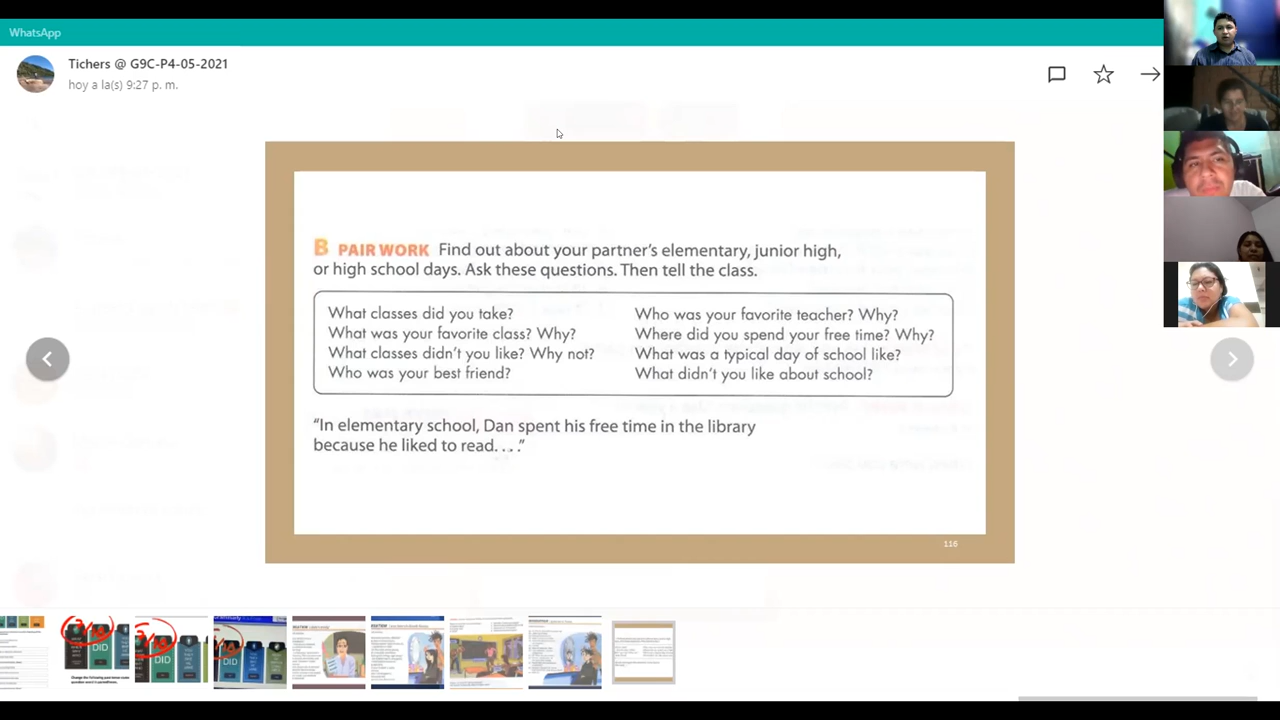 WhatsApp
Tichers @ G9C-P4-05-2021
hoy a la(s) 9:27 p. m.
B PAIR WORK Find out about your partner's elementary, junior high,
or high school days. Ask these questions. Then tell the class.
What classes did you take?
What was your favorite class? Why?
What classes didn't you like? Why not?
Who was your best friend?
Who was your favorite teacher? Why?
Where did you spend your free time? Why?
What was a typical day of school like?
What didn't you like about school?
"In elementary school, Dan spent his free time in the library
because he liked to read. . . ."
116
DID
DID
DID